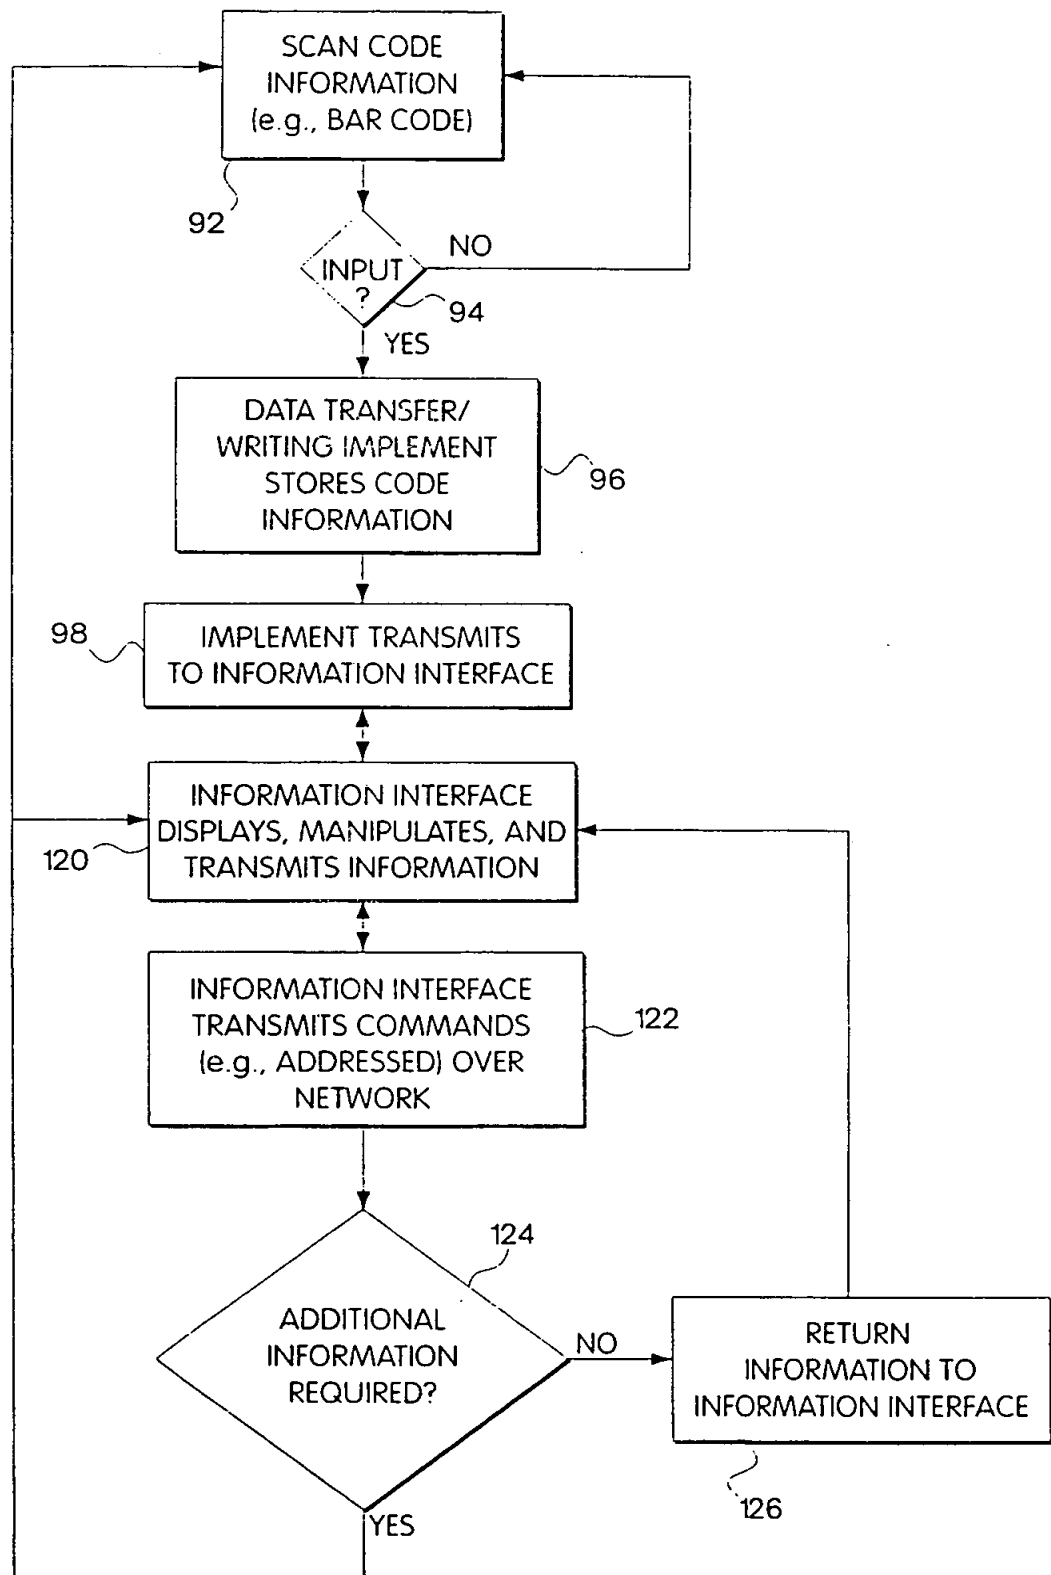 SCAN CODE
INFORMATION
(e.g., BAR CODE)
92
NO
INPUT
?
94
YES
DATA TRANSFER/
WRITING IMPLEMENT
STORES CODE
INFORMATION
96
98
IMPLEMENT TRANSMITS
TO INFORMATION INTERFACE
INFORMATION INTERFACE
DISPLAYS, MANIPULATES, AND
TRANSMITS INFORMATION
120
INFORMATION INTERFACE
TRANSMITS COMMANDS
(e.g., ADDRESSED) OVER
NETWORK
122
124
ADDITIONAL
INFORMATION
REQUIRED?
NO
RETURN
INFORMATION TO
INFORMATION INTERFACE
126
YES